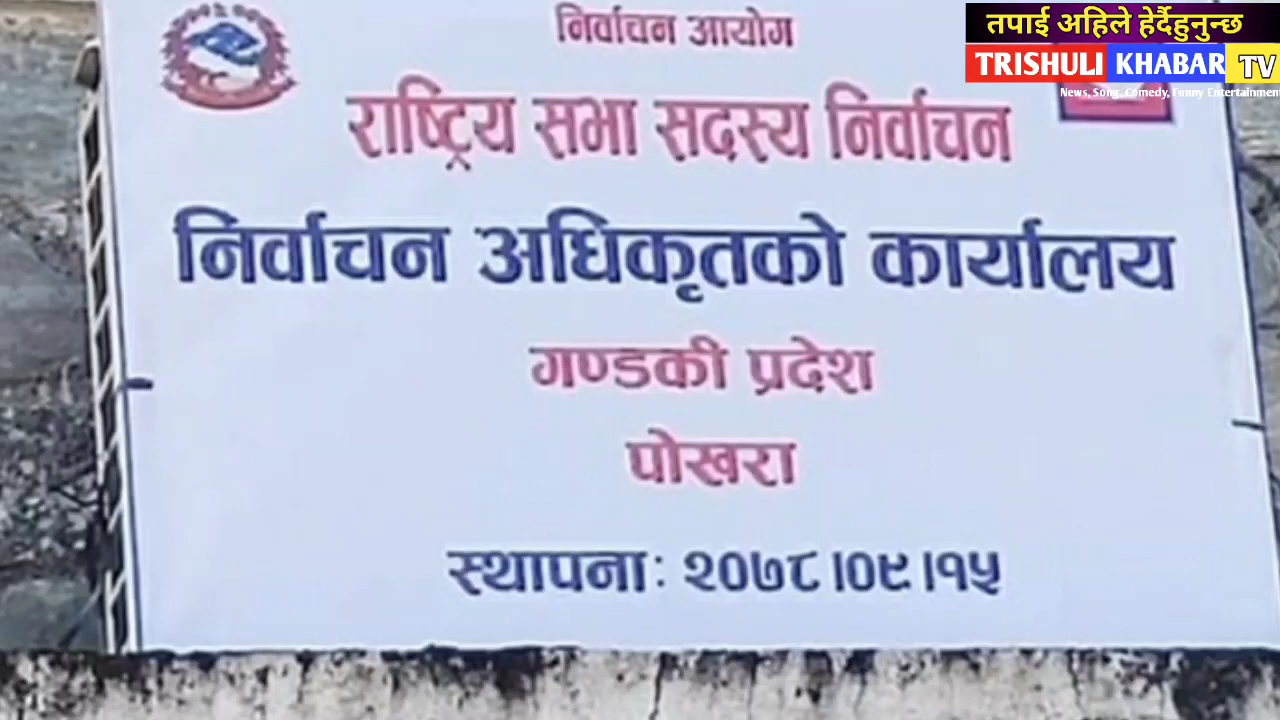 तपाई अहिले हेर्दैहुनुन्छ
TRISHULI KHABAR TV
News, Song, Comedy, Funny Entertainment
निर्वाचन आयोग
राष्ट्रिय सभा सदस्य निर्वाचन
निर्वाचन अधिकृतको कार्यालय
गण्डकी प्रदेश
पोखरा
स्थापनाः २०७८।०९।१५